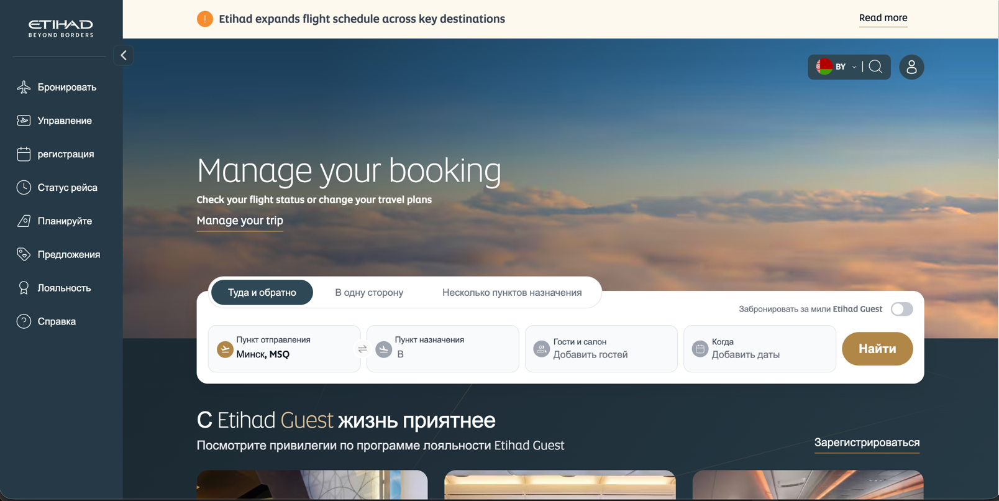 ETIHAD
BEYOND BORDERS
Бронировать
Управление
регистрация
Статус рейса
Планируйте
Предложения
Лояльность
Справка
! Etihad expands flight schedule across key destinations
Read more
BY
Manage your booking
Check your flight status or change your travel plans
Manage your trip
Туда и обратно
В одну сторону
Несколько пунктов назначения
Забронировать за мили Etihad Guest
Пункт отправления
Минск, MSQ
Пункт назначения
В
Гости и салон
Добавить гостей
Когда
Добавить даты
Найти
С Etihad Guest жизнь приятнее
Посмотрите привилегии по программе лояльности Etihad Guest
Зарегистрироваться